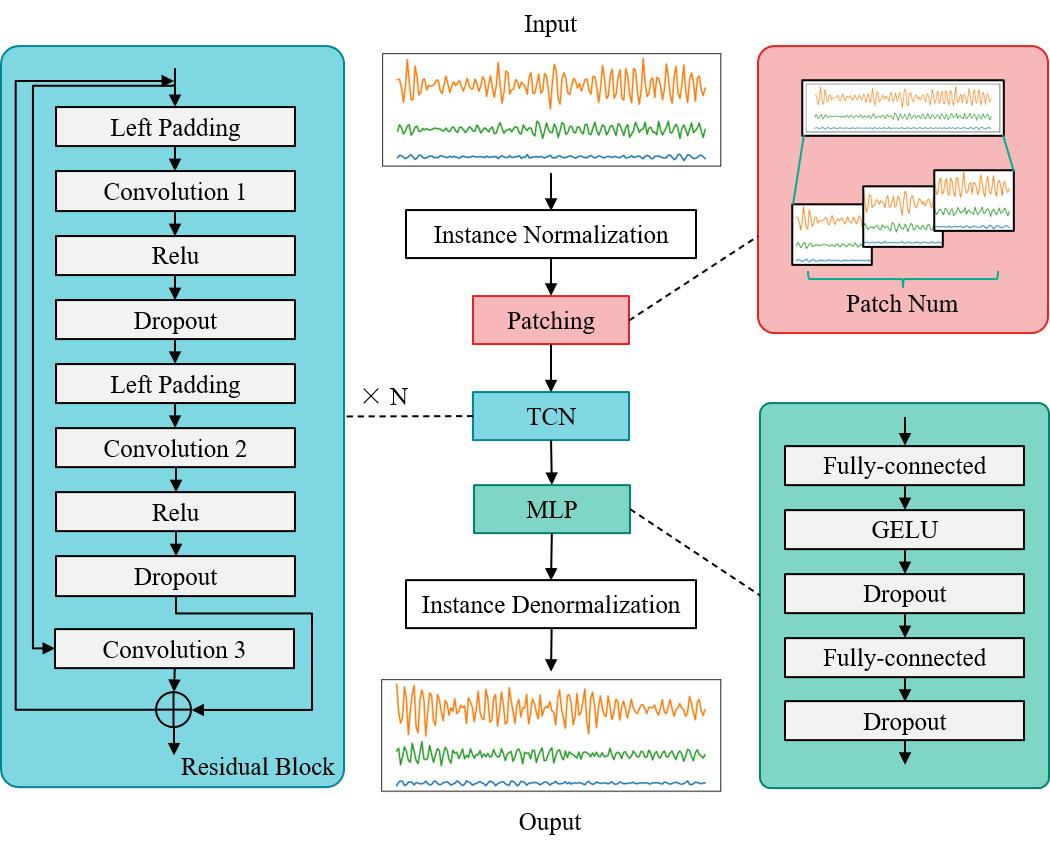 Input
Instance Normalization
Patching
TCN
MLP
Instance Denormalization
Ouput
× N
Left Padding
Convolution 1
Relu
Dropout
Left Padding
Convolution 2
Relu
Dropout
Convolution 3
Residual Block
Patch Num
Fully-connected
GELU
Dropout
Fully-connected
Dropout